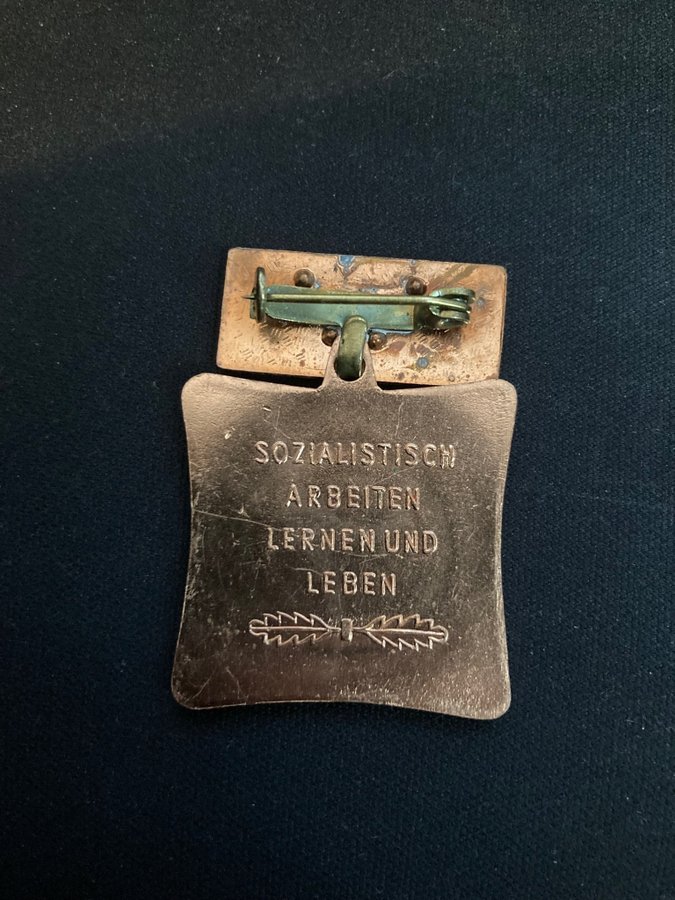 SOZIALISTISCH
ARBEITEN
LERNEN UND
LEBEN